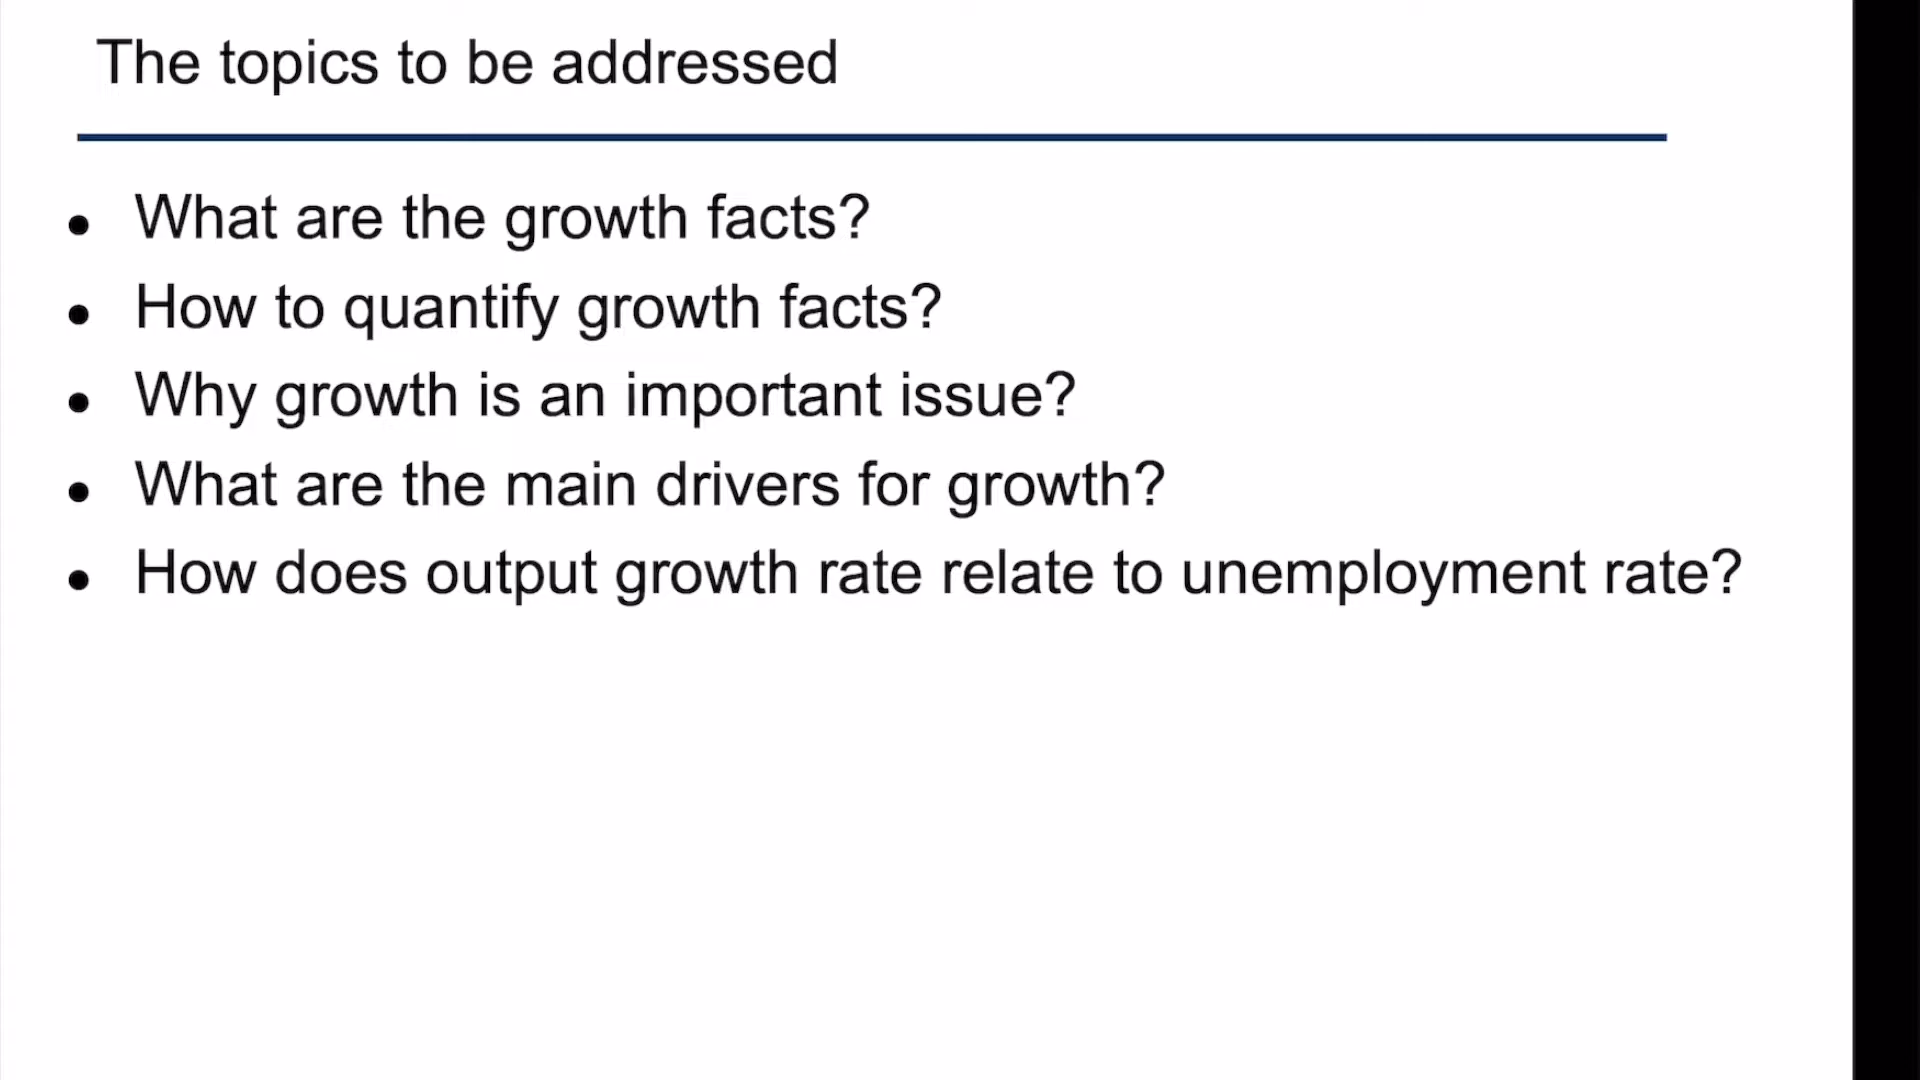 The topics to be addressed
• What are the growth facts?
• How to quantify growth facts?
• Why growth is an important issue?
• What are the main drivers for growth?
• How does output growth rate relate to unemployment rate?